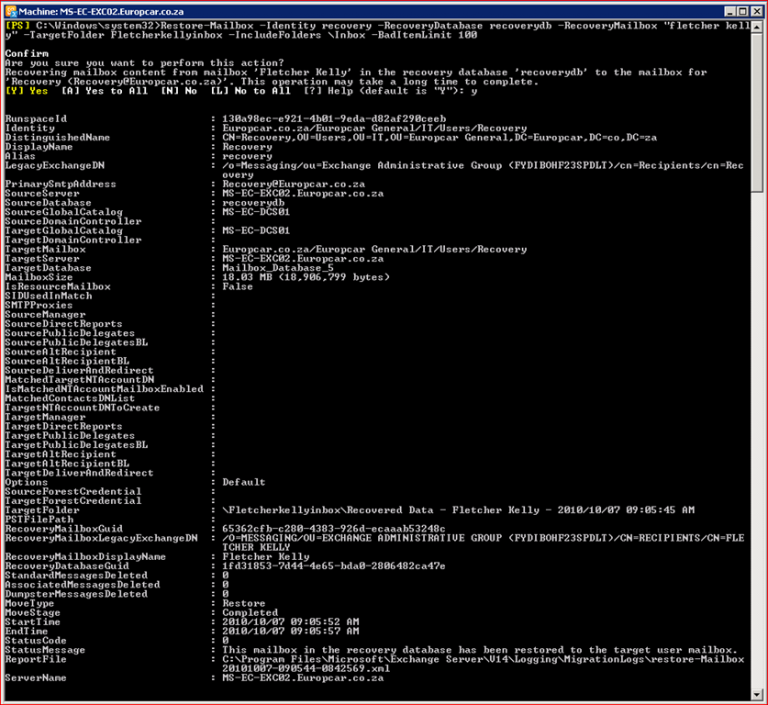 Machine: MS-EC-EXC02.Europcar.co.za
[PS] C:\Windows\system32>Restore-Mailbox -Identity recovery -RecoveryDatabase recoverydb -RecoveryMailbox "fletcher kell
y" -TargetFolder Fletcherkellyinbox -IncludeFolders \Inbox -BadItemLimit 100
Confirm
Are you sure you want to perform this action?
Recovering mailbox content from mailbox 'Fletcher Kelly' in the recovery database 'recoverydb' to the mailbox for
'Recovery (Recovery@Europcar.co.za)'. This operation may take a long time to complete.
[Y] Yes  [A] Yes to All  [N] No  [L] No to All  [?] Help (default is "Y"): y
RunspaceId : 130a98ec-e921-4b01-9eda-d82af290ceeb
Identity : Europcar.co.za/Europcar General/IT/Users/Recovery
DistinguishedName : CN=Recovery,OU=Users,OU=IT,OU=Europcar General,DC=Europcar,DC=co,DC=za
DisplayName : Recovery
Alias : recovery
LegacyExchangeDN : /o=Messaging/ou=Exchange Administrative Group (FYDIBOHF23SPDLT)/cn=Recipients/cn=Rec
overy
PrimarySmtpAddress : Recovery@Europcar.co.za
SourceServer : MS-EC-EXC02.Europcar.co.za
SourceDatabase : recoverydb
SourceGlobalCatalog : MS-EC-DCS01
SourceDomainController :
TargetGlobalCatalog : MS-EC-DCS01
TargetDomainController :
TargetMailbox : Europcar.co.za/Europcar General/IT/Users/Recovery
TargetServer : MS-EC-EXC02.Europcar.co.za
TargetDatabase : Mailbox_Database_5
MailboxSize : 18.03 MB (18,906,799 bytes)
IsResourceMailbox : False
SIDUsedInMatch :
SMTPProxies :
SourceManager :
SourceDirectReports :
SourcePublicDelegates :
SourcePublicDelegatesBL :
SourceAltRecipient :
SourceAltRecipientBL :
SourceDeliverAndRedirect :
MatchedTargetNTAccountDN :
IsMatchedNTAccountMailboxEnabled :
MatchedContactsDNList :
TargetNTAccountDNToCreate :
TargetManager :
TargetDirectReports :
TargetPublicDelegates :
TargetPublicDelegatesBL :
TargetAltRecipient :
TargetAltRecipientBL :
TargetDeliverAndRedirect :
Options : Default
SourceForestCredential :
TargetForestCredential :
TargetFolder : \Fletcherkellyinbox\Recovered Data - Fletcher Kelly - 2010/10/07 09:05:45 AM
PSTFilePath :
RecoveryMailboxGuid : 65362cfb-c280-4383-926d-ecaaab53248c
RecoveryMailboxLegacyExchangeDN : /O=MESSAGING/OU=EXCHANGE ADMINISTRATIVE GROUP (FYDIBOHF23SPDLT)/CN=RECIPIENTS/CN=FLE
TCHER KELLY
RecoveryMailboxDisplayName : Fletcher Kelly
RecoveryDatabaseGuid : 1fd31853-7d44-4e65-bda0-2806482ca47e
StandardMessagesDeleted : 0
AssociatedMessagesDeleted : 0
DumpsterMessagesDeleted : 0
MoveType : Restore
MoveStage : Completed
StartTime : 2010/10/07 09:05:52 AM
EndTime : 2010/10/07 09:05:57 AM
StatusCode : 0
StatusMessage : This mailbox in the recovery database has been restored to the target user mailbox.
ReportFile : C:\Program Files\Microsoft\Exchange Server\V14\Logging\MigrationLogs\restore-Mailbox
20101007-090544-0842569.xml
ServerName : MS-EC-EXC02.Europcar.co.za